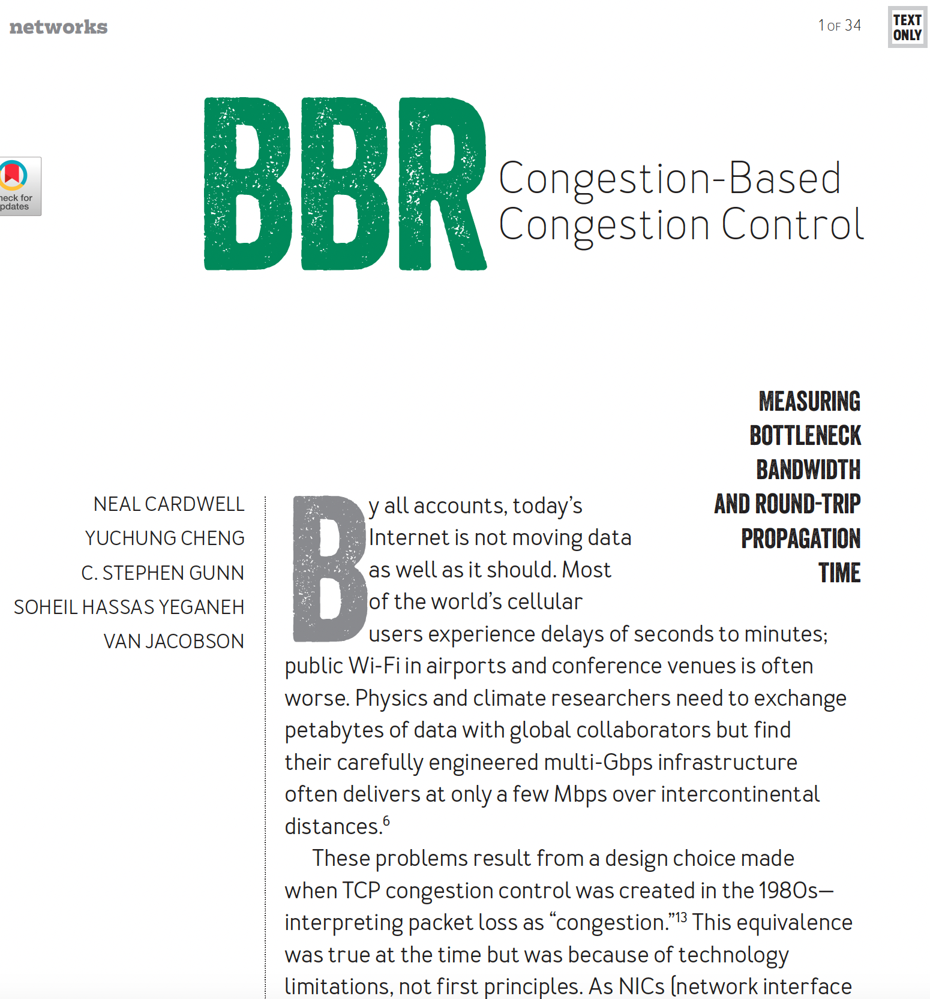 networks
1 OF 34
TEXT
ONLY
BBR
Congestion-Based
Congestion Control
heck for
pdates
MEASURING
BOTTLENECK
BANDWIDTH
AND ROUND-TRIP
PROPAGATION
TIME
NEAL CARDWELL
YUCHUNG CHENG
C. STEPHEN GUNN
SOHEIL HASSAS YEGANEH
VAN JACOBSON
By all accounts, today’s
Internet is not moving data
as well as it should. Most
of the world’s cellular
users experience delays of seconds to minutes;
public Wi-Fi in airports and conference venues is often
worse. Physics and climate researchers need to exchange
petabytes of data with global collaborators but find
their carefully engineered multi-Gbps infrastructure
often delivers at only a few Mbps over intercontinental
distances.6
These problems result from a design choice made
when TCP congestion control was created in the 1980s—
interpreting packet loss as “congestion.”13 This equivalence
was true at the time but was because of technology
limitations, not first principles. As NICs (network interface